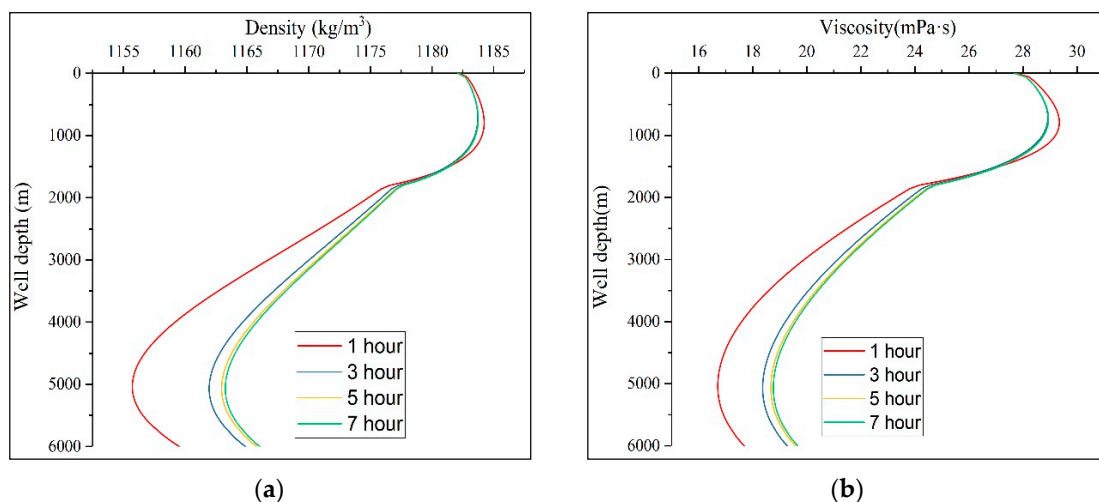 Density (kg/m³)
1155 1160 1165 1170 1175 1180 1185
0
1000
2000
3000
4000
5000
6000
Well depth (m)
1 hour
3 hour
5 hour
7 hour
(a)
Viscosity(mPa·s)
16 18 20 22 24 26 28 30
0
1000
2000
3000
4000
5000
6000
Well depth(m)
1 hour
3 hour
5 hour
7 hour
(b)